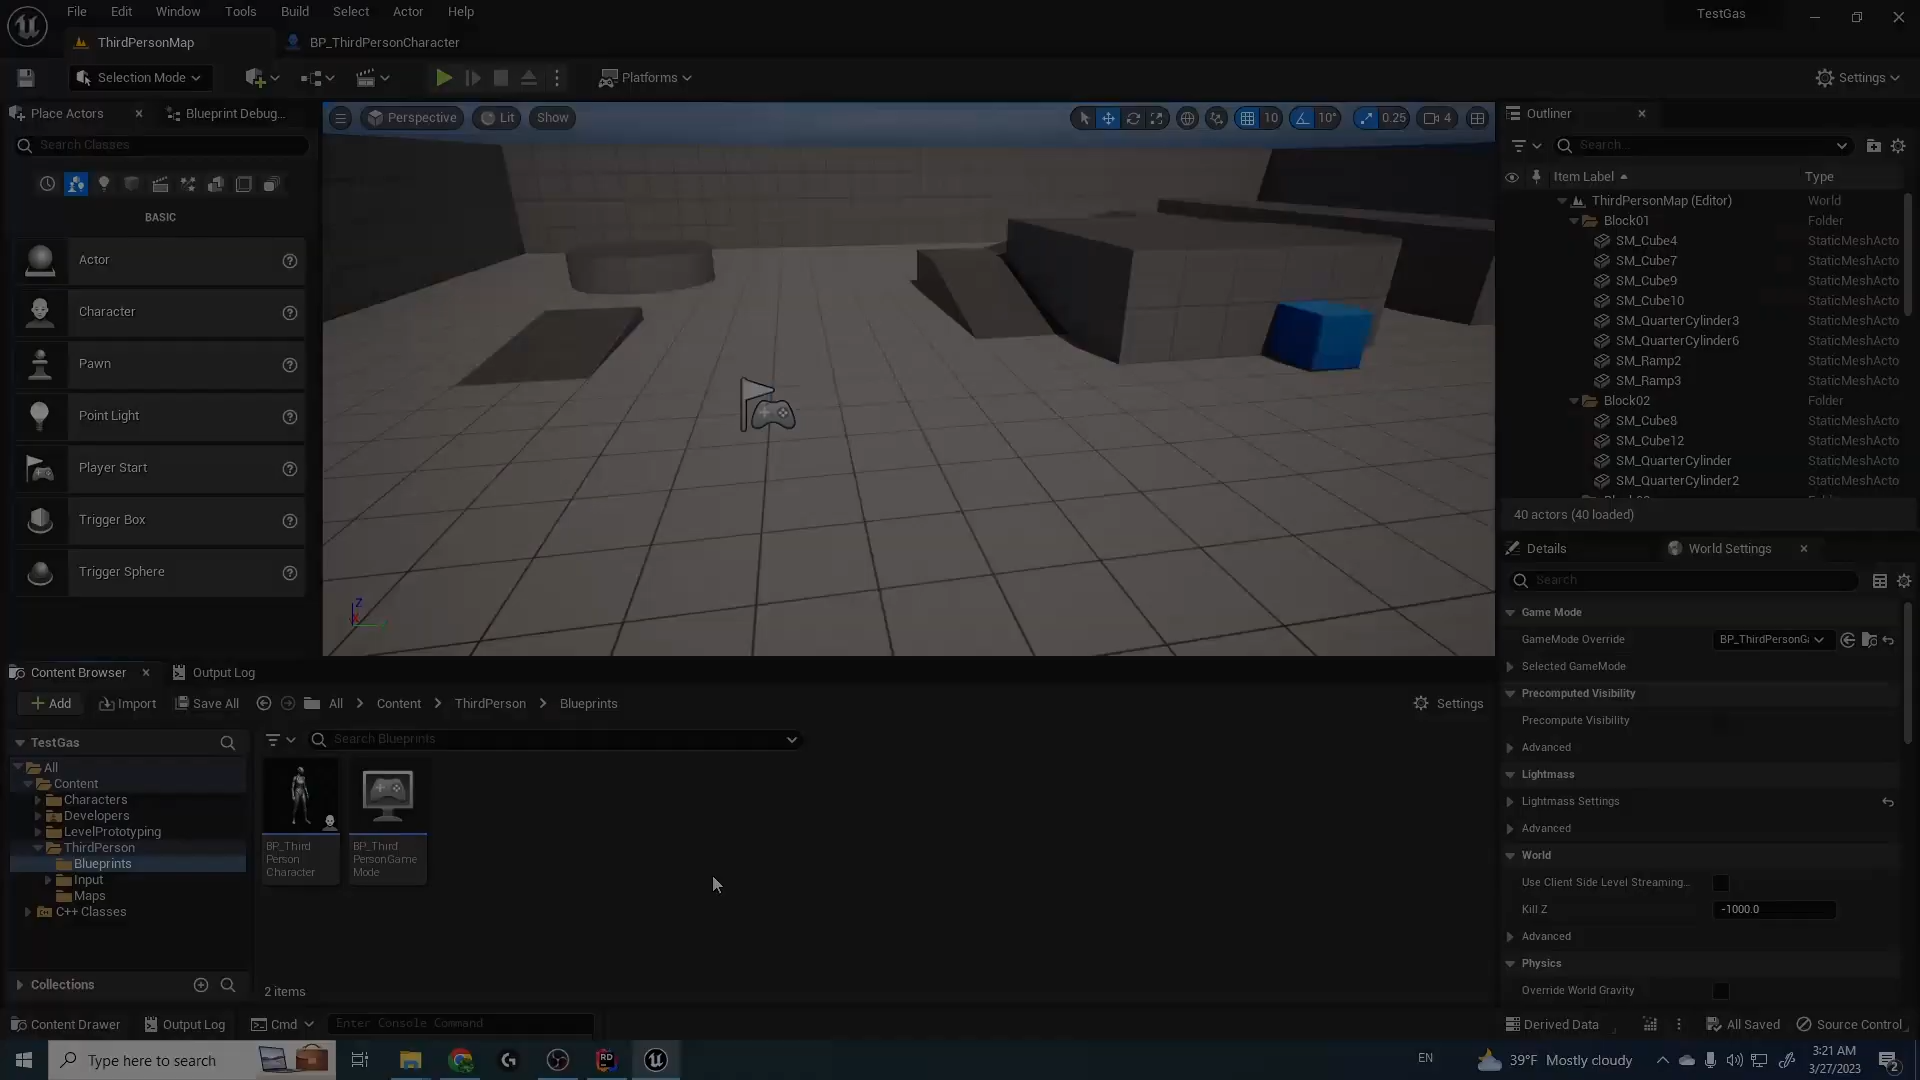 File Edit Window Tools Build Select Actor Help
TestGas
ThirdPersonMap
BP_ThirdPersonCharacter
Selection Mode
Platforms
Settings
Place Actors
Blueprint Debug...
Search Classes
BASIC
Actor
Character
Pawn
Point Light
Player Start
Trigger Box
Trigger Sphere
Perspective
Lit
Show
10
10°
0.25
4
Z
X
Outliner
Search...
Item Label
Type
ThirdPersonMap (Editor) World
Block01 Folder
SM_Cube4 StaticMeshActo
SM_Cube7 StaticMeshActo
SM_Cube9 StaticMeshActo
SM_Cube10 StaticMeshActo
SM_QuarterCylinder3 StaticMeshActo
SM_QuarterCylinder6 StaticMeshActo
SM_Ramp2 StaticMeshActo
SM_Ramp3 StaticMeshActo
Block02 Folder
SM_Cube8 StaticMeshActo
SM_Cube12 StaticMeshActo
SM_QuarterCylinder StaticMeshActo
SM_QuarterCylinder2 StaticMeshActo
40 actors (40 loaded)
Details
World Settings
Search
Game Mode
GameMode Override BP_ThirdPersonGa
Selected GameMode
Precomputed Visibility
Precompute Visibility
Advanced
Lightmass
Lightmass Settings
Advanced
World
Use Client Side Level Streaming...
Kill Z -1000.0
Advanced
Physics
Override World Gravity
Content Browser
Output Log
Add
Import
Save All
All > Content > ThirdPerson > Blueprints
Settings
TestGas
All
Content
Characters
Developers
LevelPrototyping
ThirdPerson
Blueprints
Input
Maps
C++ Classes
Collections
Search Blueprints
BP_Third
Person
Character
BP_Third
PersonGame
Mode
2 items
Content Drawer
Output Log
Cmd
Enter Console Command
Derived Data
All Saved
Source Control
Type here to search
RD
EN
39°F Mostly cloudy
3:21 AM
3/27/2023
2